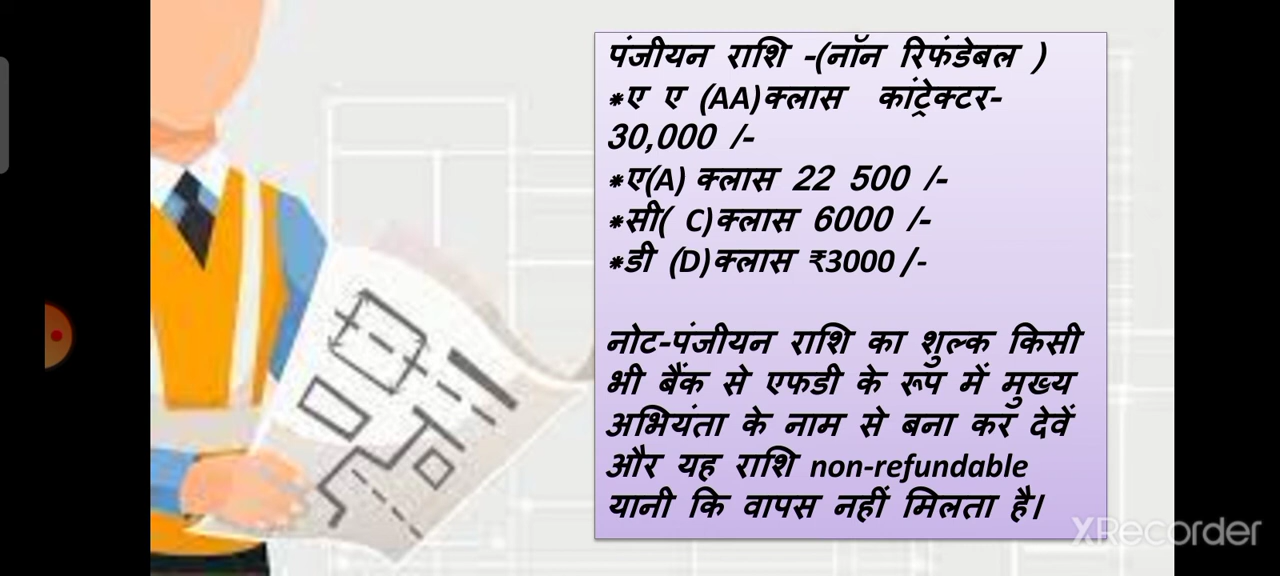 पंजीयन राशि -(नॉन रिफंडेबल )
*ए ए (AA)क्लास कांट्रेक्टर-
30,000 /-
*ए(A) क्लास 22 500 /-
*सी( C)क्लास 6000 /-
*डी (D)क्लास ₹3000 /-
नोट-पंजीयन राशि का शुल्क किसी
भी बैंक से एफडी के रूप में मुख्य
अभियंता के नाम से बना कर देवें
और यह राशि non-refundable
यानी कि वापस नहीं मिलता है।
XRecorder